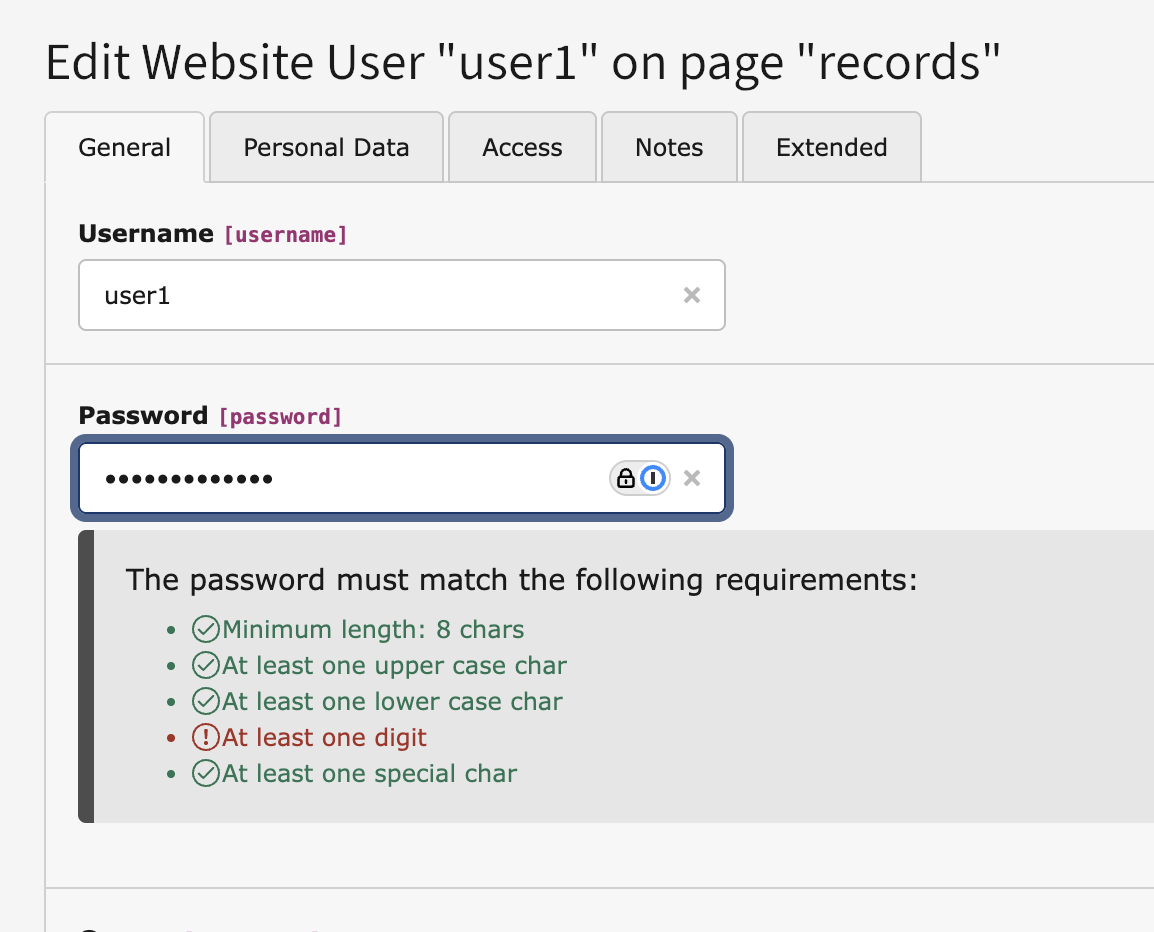 Edit Website User "user1" on page "records"
General Personal Data Access Notes Extended
Username [username]
user1
Password [password]
•••••••••••••
The password must match the following requirements:
Minimum length: 8 chars
At least one upper case char
At least one lower case char
At least one digit
At least one special char